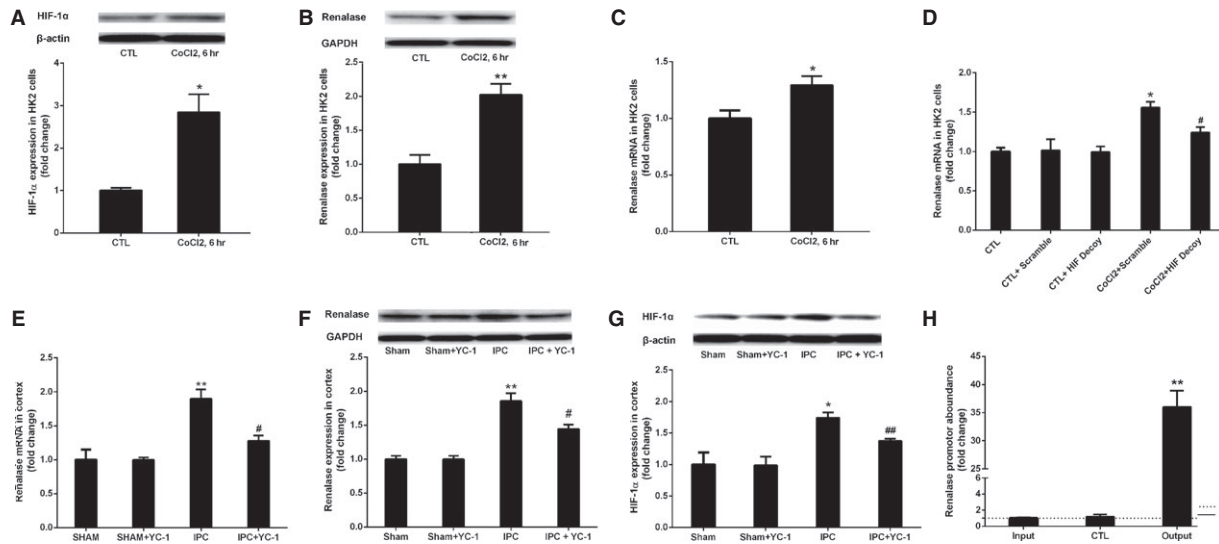 A
HIF-1α
β-actin
CTL CoCl2, 6 hr
HIF-1α expression in HK2 cells
(fold change)
4
3
2
1
0
*
CTL CoCl2, 6 hr
B
Renalase
GAPDH
CTL CoCl2, 6 hr
Renalase expression in HK2 cells
(fold change)
2.5
2.0
1.5
1.0
0.5
0.0
**
CTL CoCl2, 6 hr
C
Renalase mRNA in HK2 cells
(fold change)
1.5
1.0
0.5
0.0
*
CTL CoCl2, 6 hr
D
Renalase mRNA in HK2 cells
(fold change)
2.0
1.5
1.0
0.5
0.0
*
#
CTL
CTL+ Scramble
CTL+ HIF Decoy
CoCl2+Scramble
CoCl2+HIF Decoy
E
Renalase mRNA in cortex
(fold change)
2.5
2.0
1.5
1.0
0.5
0.0
**
#
SHAM SHAM+YC-1 IPC IPC+YC-1
F
Renalase
GAPDH
Sham Sham+YC-1 IPC IPC + YC-1
Renalase expression in cortex
(fold change)
2.5
2.0
1.5
1.0
0.5
0.0
**
#
Sham Sham+YC-1 IPC IPC + YC-1
G
HIF-1α
β-actin
Sham Sham+YC-1 IPC IPC + YC-1
HIF-1α expression in cortex
(fold change)
2.5
2.0
1.5
1.0
0.5
0.0
*
##
Sham Sham+YC-1 IPC IPC+YC-1
H
Renalase promotor aboundance
(fold change)
45
40
35
30
25
6
4
2
0
**
Input CTL Output